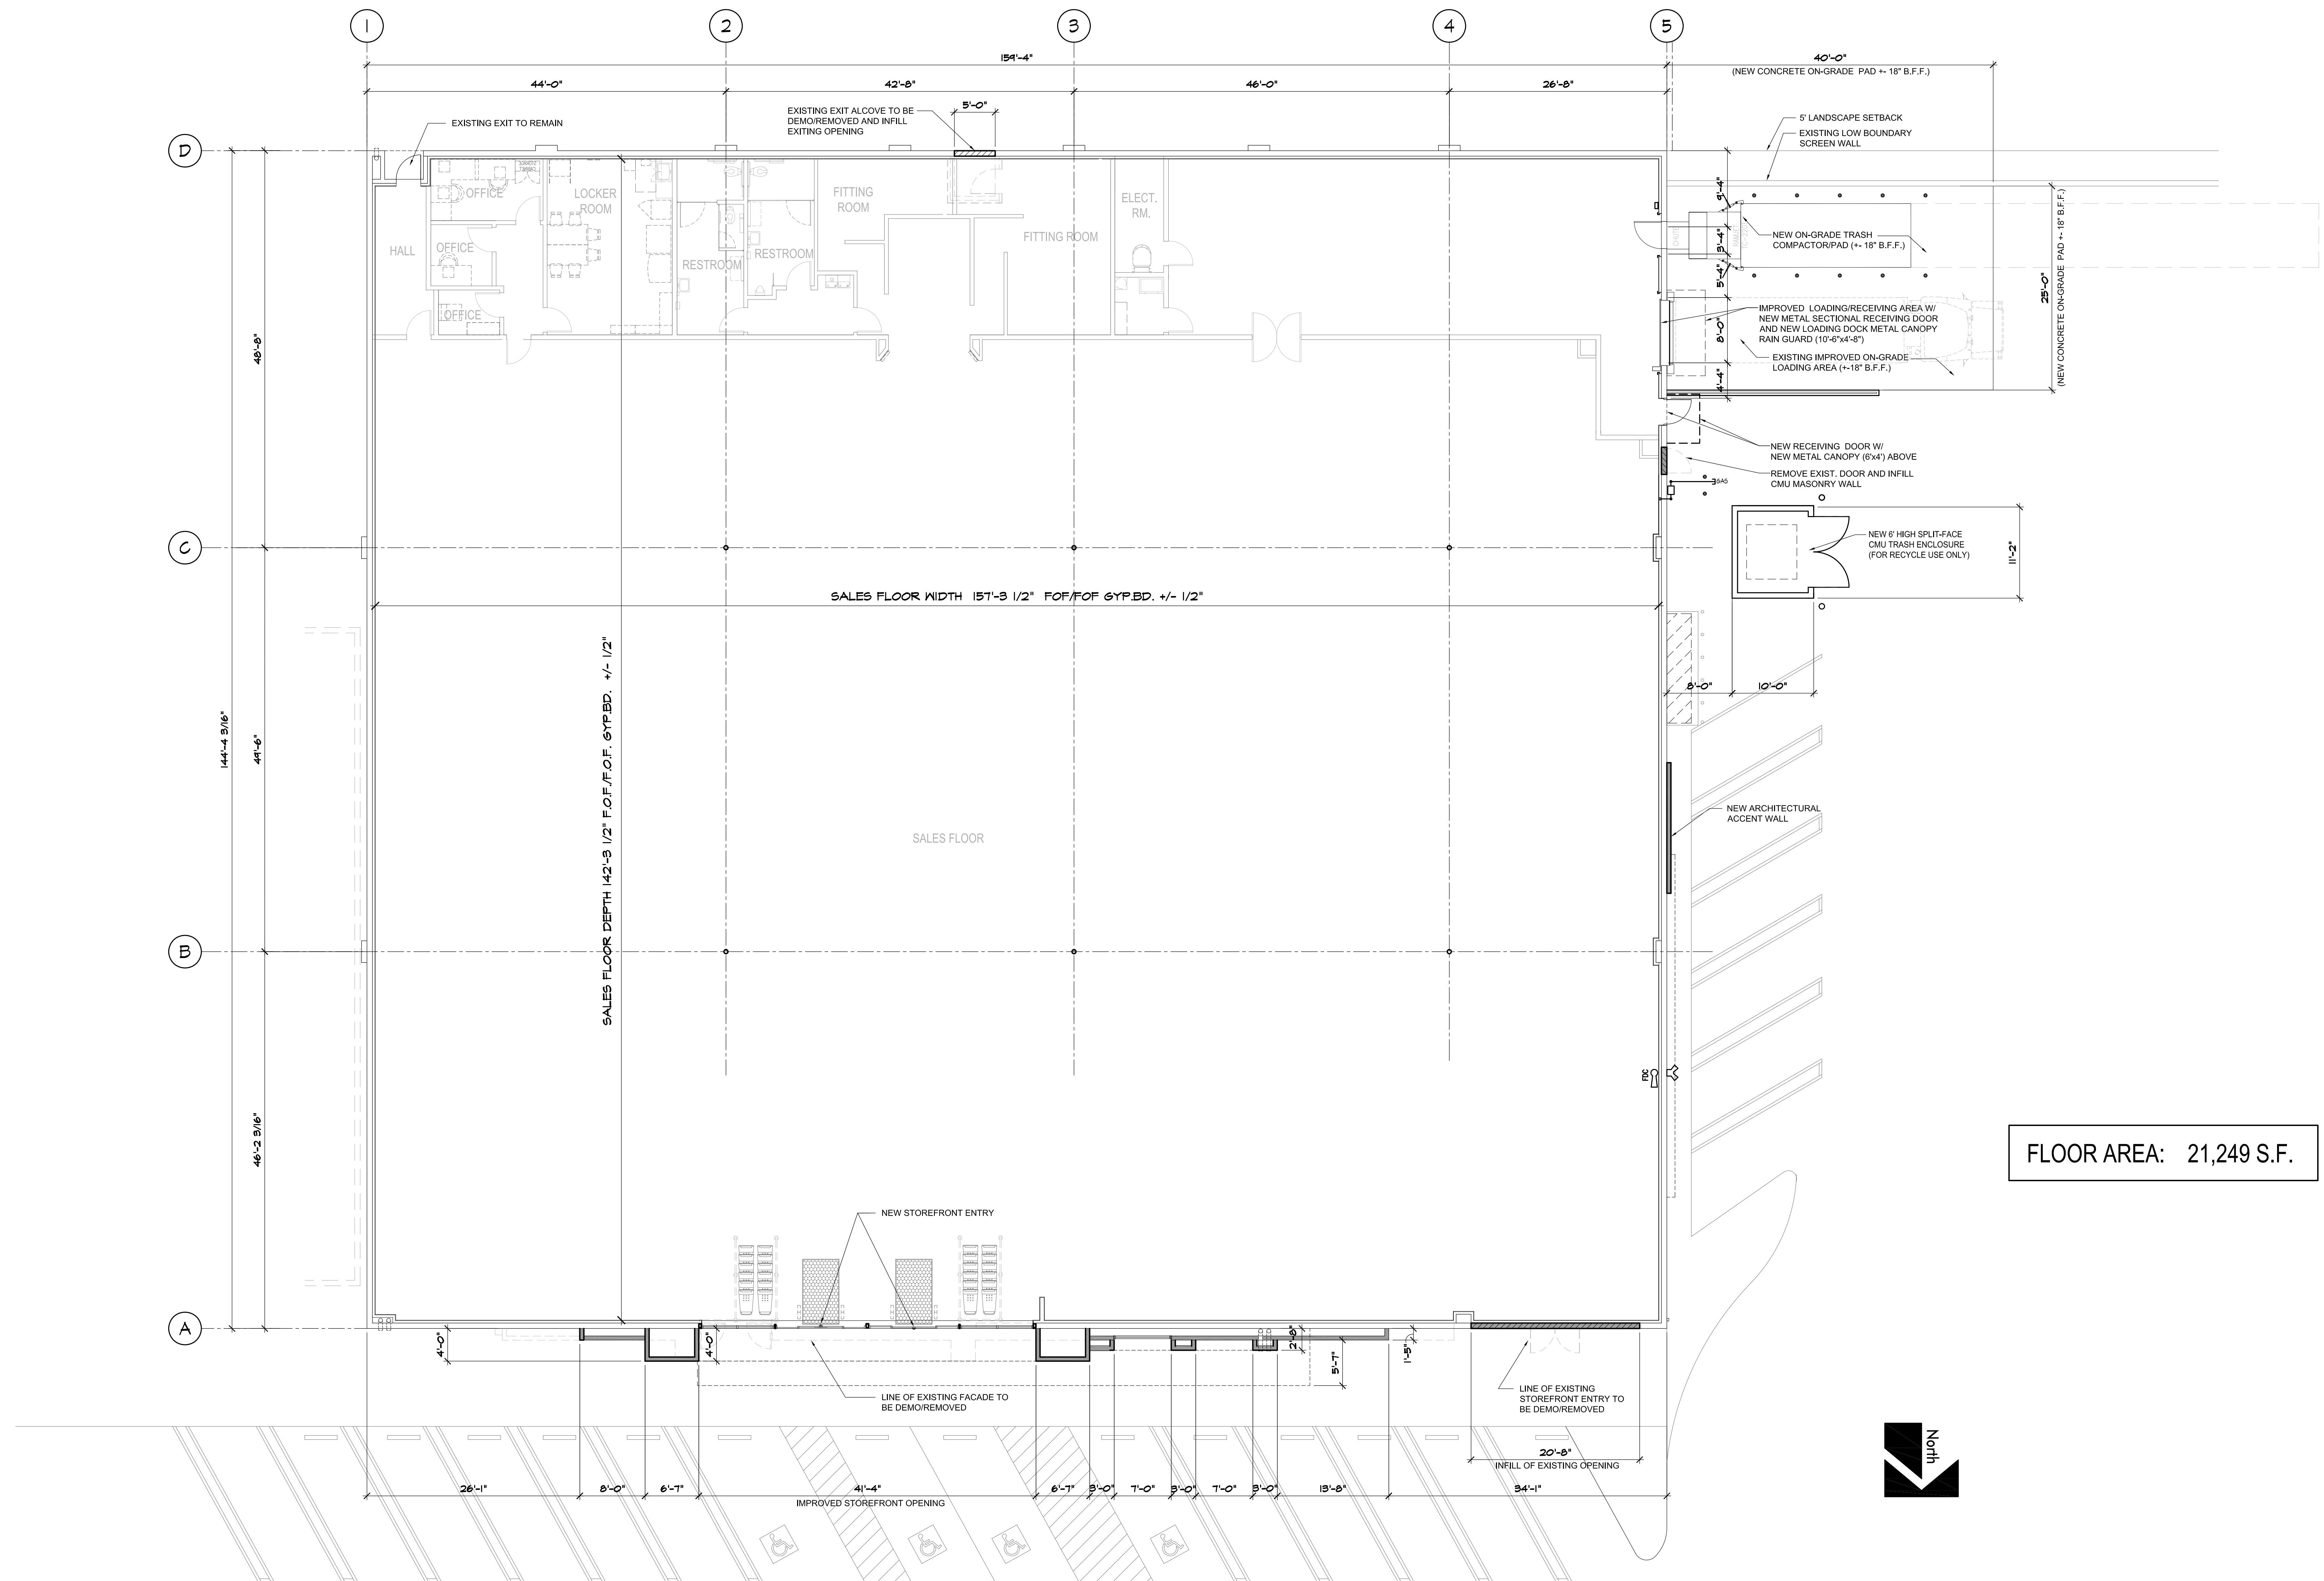 1
2
3
4
5
159'-4"
40'-0"
(NEW CONCRETE ON-GRADE PAD +- 18" B.F.F.)
44'-0"
42'-8"
46'-0"
26'-8"
EXISTING EXIT TO REMAIN
EXISTING EXIT ALCOVE TO BE
DEMO/REMOVED AND INFILL
EXITING OPENING
5'-0"
5' LANDSCAPE SETBACK
EXISTING LOW BOUNDARY
SCREEN WALL
D
OFFICE
LOCKER
ROOM
FITTING
ROOM
ELECT.
RM.
HALL
OFFICE
RESTROOM
RESTROOM
FITTING ROOM
OFFICE
9'-4"
3'-4"
5'-4"
8'-0"
4'-4"
NEW ON-GRADE TRASH
COMPACTOR/PAD (+- 18" B.F.F.)
IMPROVED LOADING/RECEIVING AREA W/
NEW METAL SECTIONAL RECEIVING DOOR
AND NEW LOADING DOCK METAL CANOPY
RAIN GUARD (10'-6"x4'-8")
EXISTING IMPROVED ON-GRADE
LOADING AREA (+-18" B.F.F.)
25'-0"
(NEW CONCRETE ON-GRADE PAD +- 18" B.F.F.)
48'-8"
NEW RECEIVING DOOR W/
NEW METAL CANOPY (6'x4') ABOVE
REMOVE EXIST. DOOR AND INFILL
CMU MASONRY WALL
GAS
C
NEW 6' HIGH SPLIT-FACE
CMU TRASH ENCLOSURE
(FOR RECYCLE USE ONLY)
11'-2"
SALES FLOOR WIDTH 157'-3 1/2" FOF/FOF GYP.BD. +/- 1/2"
SALES FLOOR DEPTH 142'-3 1/2" F.O.F./F.O.F. GYP.BD. +/- 1/2"
8'-0"
10'-0"
144'-4 3/16"
49'-6"
NEW ARCHITECTURAL
ACCENT WALL
SALES FLOOR
B
FDC
46'-2 3/16"
FLOOR AREA: 21,249 S.F.
NEW STOREFRONT ENTRY
A
4'-0"
4'-0"
2'-8"
5'-7"
1'-5"
LINE OF EXISTING FACADE TO
BE DEMO/REMOVED
LINE OF EXISTING
STOREFRONT ENTRY TO
BE DEMO/REMOVED
North
20'-8"
INFILL OF EXISTING OPENING
26'-1"
8'-0"
6'-7"
41'-4"
IMPROVED STOREFRONT OPENING
6'-7"
3'-0"
7'-0"
3'-0"
7'-0"
3'-0"
13'-8"
34'-1"